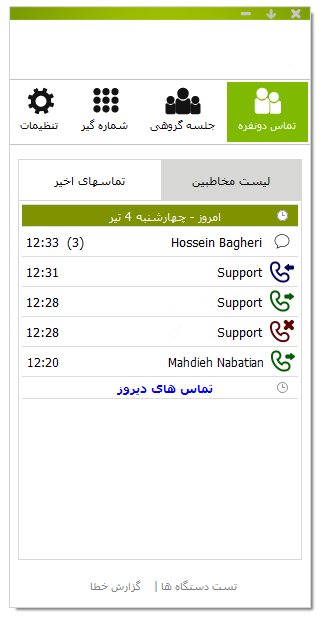 تماس دونفره جلسه گروهی شماره گیر تنظیمات
لیست مخاطبین تماسهای اخیر
امروز - چهارشنبه 4 تیر
Hossein Bagheri (3) 12:33
Support 12:31
Support 12:28
Support 12:28
Mahdieh Nabatian 12:20
تماس های دیروز
تست دستگاه ها | گزارش خطا